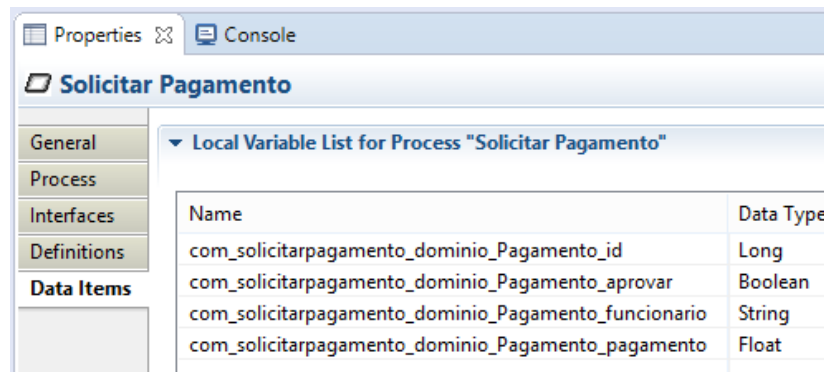 Properties Console
Solicitar Pagamento
General
Process
Interfaces
Definitions
Data Items
Local Variable List for Process "Solicitar Pagamento"
Name Data Type
com_solicitarpagamento_dominio_Pagamento_id Long
com_solicitarpagamento_dominio_Pagamento_aprovar Boolean
com_solicitarpagamento_dominio_Pagamento_funcionario String
com_solicitarpagamento_dominio_Pagamento_pagamento Float